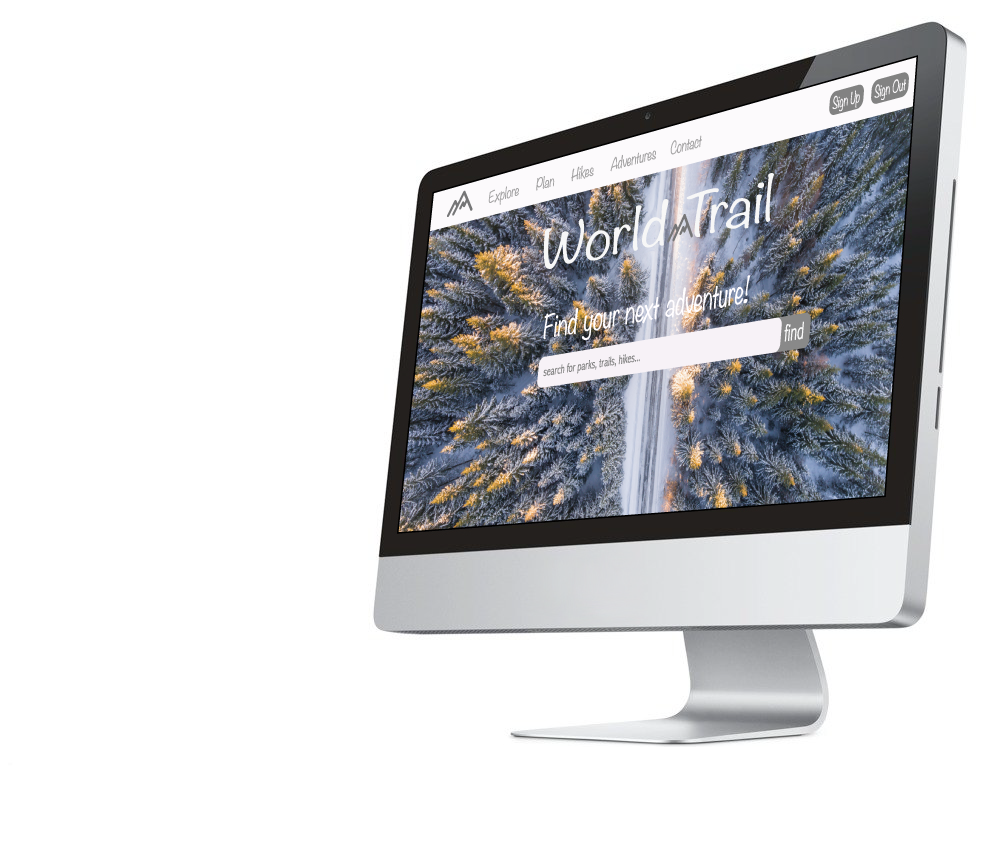 Explore Plan Hikes Adventures Contact Sign Up Sign Out
World Trail
Find your next adventure!
search for parks, trails, hikes... find